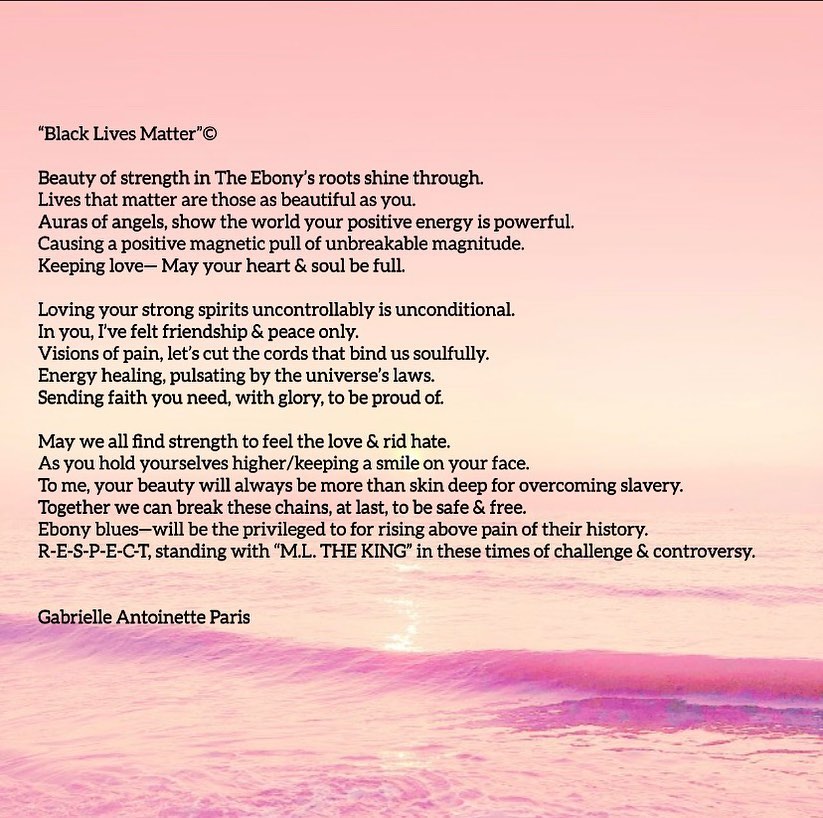 “Black Lives Matter”©
Beauty of strength in The Ebony’s roots shine through.
Lives that matter are those as beautiful as you.
Auras of angels, show the world your positive energy is powerful.
Causing a positive magnetic pull of unbreakable magnitude.
Keeping love— May your heart & soul be full.
Loving your strong spirits uncontrollably is unconditional.
In you, I’ve felt friendship & peace only.
Visions of pain, let’s cut the cords that bind us soulfully.
Energy healing, pulsating by the universe’s laws.
Sending faith you need, with glory, to be proud of.
May we all find strength to feel the love & rid hate.
As you hold yourselves higher/keeping a smile on your face.
To me, your beauty will always be more than skin deep for overcoming slavery.
Together we can break these chains, at last, to be safe & free.
Ebony blues—will be the privileged to for rising above pain of their history.
R-E-S-P-E-C-T, standing with “M.L. THE KING” in these times of challenge & controversy.
Gabrielle Antoinette Paris